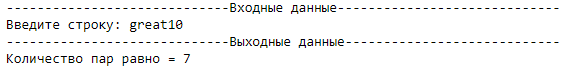 -----------------------------Входные данные-----------------------------
Введите строку: great10
-----------------------------Выходные данные----------------------------
Количество пар равно = 7